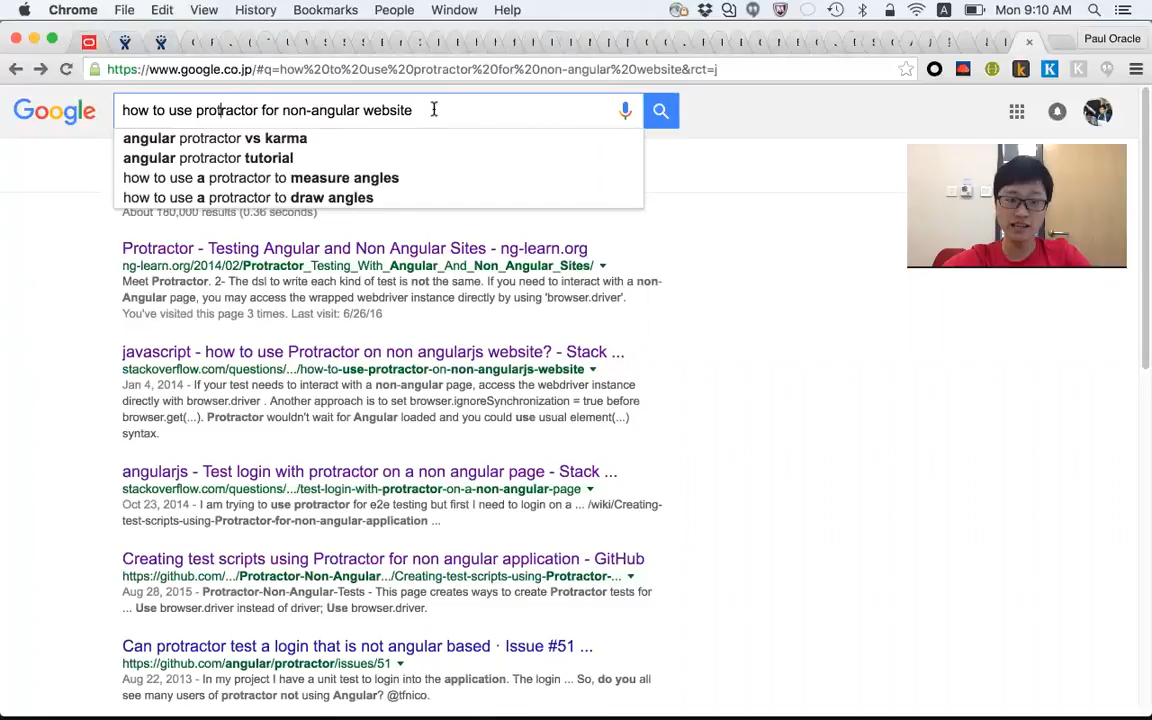 Chrome File Edit View History Bookmarks People Window Help
A
Mon 9:10 AM
Paul Oracle
https://www.google.co.jp/#q=how%20to%20use%20protractor%20for%20non-angular%20website&rct=j
Google
how to use protractor for non-angular website
angular protractor vs karma
angular protractor tutorial
how to use a protractor to measure angles
how to use a protractor to draw angles
About 180,000 results (0.36 seconds)
Protractor - Testing Angular and Non Angular Sites - ng-learn.org
ng-learn.org/2014/02/Protractor_Testing_With_Angular_And_Non_Angular_Sites/
Meet Protractor. 2- The dsl to write each kind of test is not the same. If you need to interact with a non-
Angular page, you may access the wrapped webdriver instance directly by using 'browser.driver'.
You've visited this page 3 times. Last visit: 6/26/16
javascript - how to use Protractor on non angularjs website? - Stack ...
stackoverflow.com/questions/.../how-to-use-protractor-on-non-angularjs-website
Jan 4, 2014 - If your test needs to interact with a non-angular page, access the webdriver instance
directly with browser.driver . Another approach is to set browser.ignoreSynchronization = true before
browser.get(...). Protractor wouldn't wait for Angular loaded and you could use usual element(...)
syntax.
angularjs - Test login with protractor on a non angular page - Stack ...
stackoverflow.com/questions/.../test-login-with-protractor-on-a-non-angular-page
Oct 23, 2014 - I am trying to use protractor for e2e testing but first I need to login on a ... /wiki/Creating-
test-scripts-using-Protractor-for-non-angular-application ...
Creating test scripts using Protractor for non angular application - GitHub
https://github.com/.../Protractor-Non-Angular.../Creating-test-scripts-using-Protractor-...
Aug 28, 2015 - Protractor-Non-Angular-Tests - This page creates ways to create Protractor tests for
... Use browser.driver instead of driver; Use browser.driver.
Can protractor test a login that is not angular based · Issue #51 ...
https://github.com/angular/protractor/issues/51
Aug 22, 2013 - In my project I have a unit test to login into the application. The login ... So, do you all
see many users of protractor not using Angular? @tfnico.